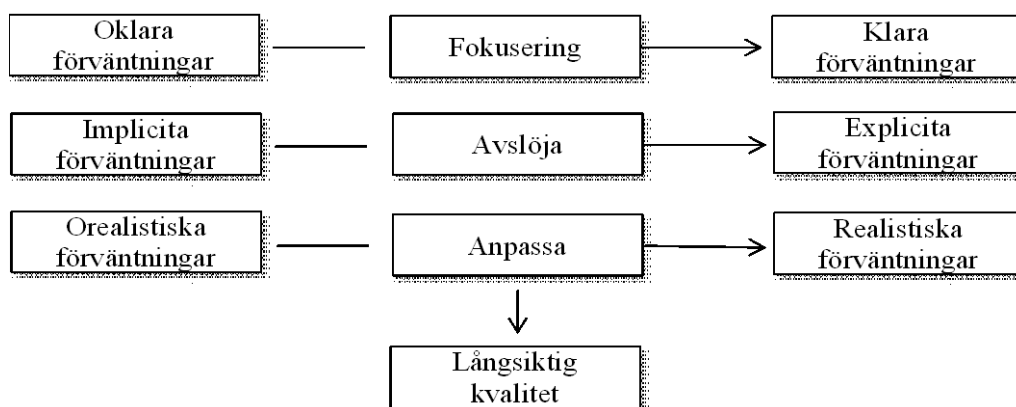 Oklara
förväntningar
Fokusering
Klara
förväntningar
Implicita
förväntningar
Avslöja
Explicita
förväntningar
Orealistiska
förväntningar
Anpassa
Realistiska
förväntningar
Långsiktig
kvalitet